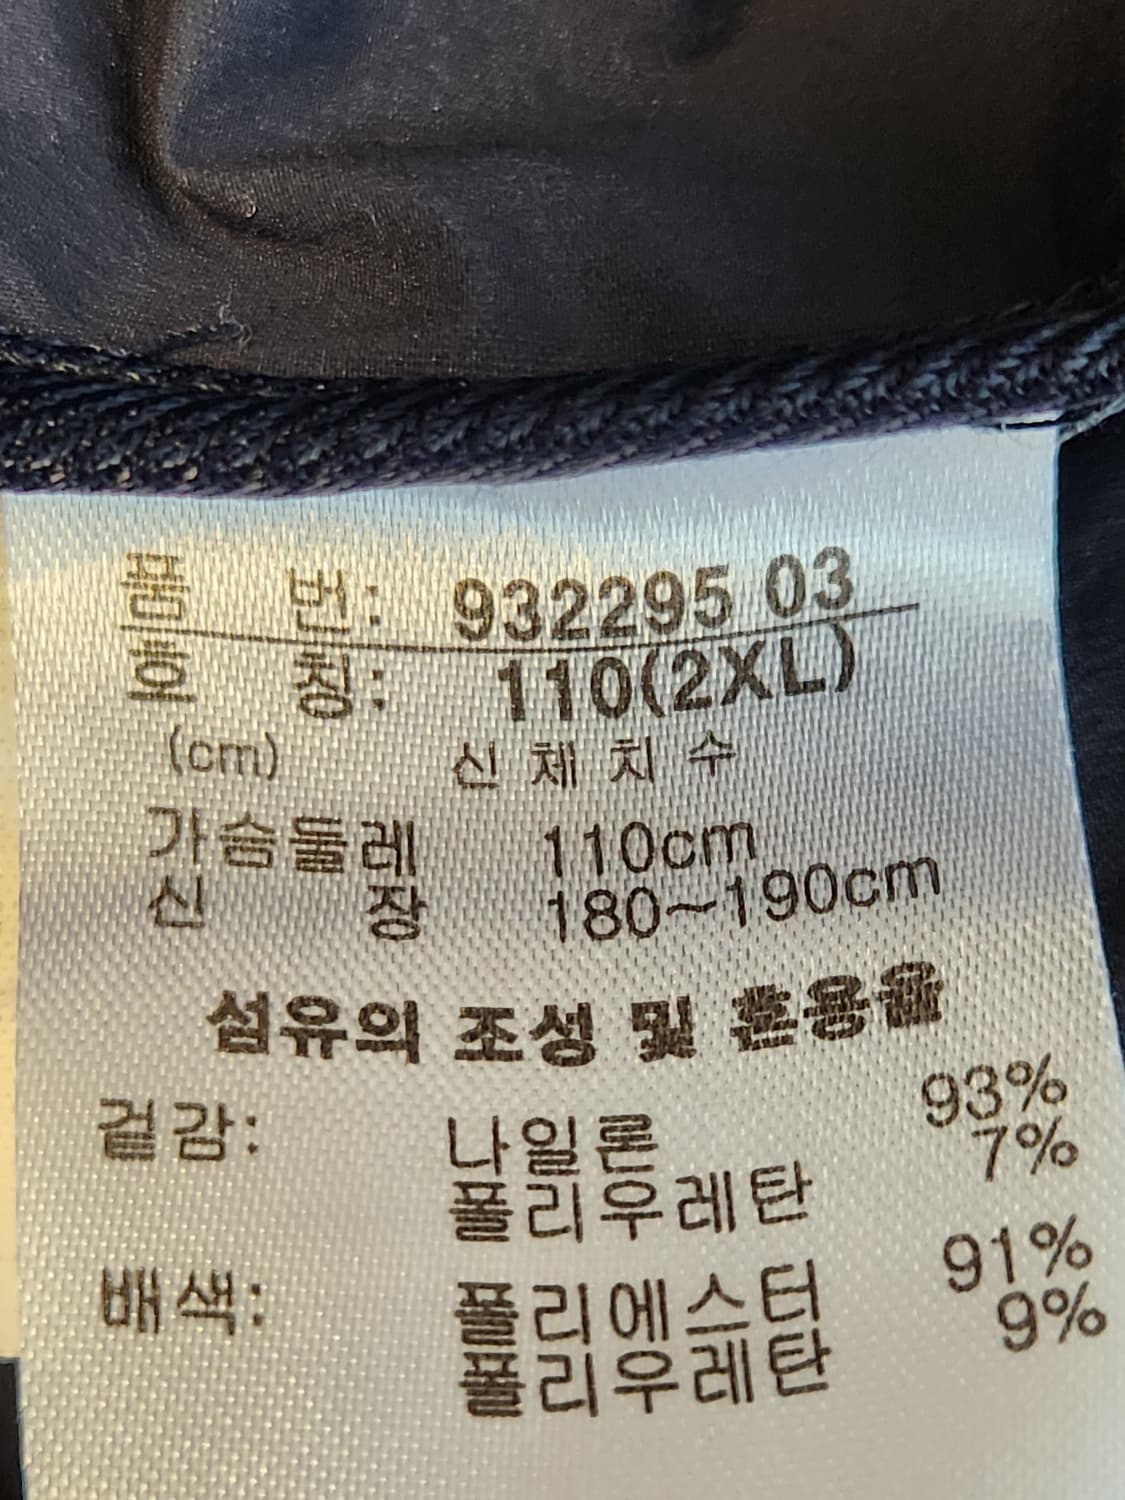 품 번: 932295 03
호 칭: 110(2XL)
(cm) 신 체 치 수
가슴둘레 110cm
신 장 180~190cm
섬유의 조성 및 혼용율
겉감: 나일론 93%
폴리우레탄 7%
배색: 폴리에스터 91%
폴리우레탄 9%